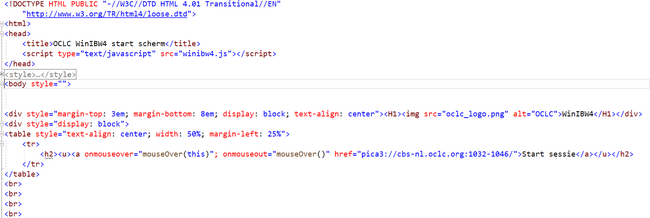 <!DOCTYPE HTML PUBLIC "-//W3C//DTD HTML 4.01 Transitional//EN"
"http://www.w3.org/TR/html4/loose.dtd">
<html>
<head>
<title>OCLC WinIBW4 start scherm</title>
<script type="text/javascript" src="winibw4.js"></script>
</head>
<style>…</style>
<body style="">
<div style="margin-top: 3em; margin-bottom: 8em; display: block; text-align: center"><H1><img src="oclc_logo.png" alt="OCLC">WinIBW4</H1></div>
<div style="display: block">
<table style="text-align: center; width: 50%; margin-left: 25%">
<tr>
<h2><u><a onmouseover="mouseOver(this)"; onmouseout="mouseOver()" href="pica3://cbs-nl.oclc.org:1032-1046/">Start sessie</a></u></h2>
</tr>
</table>
<br>
<br>
<br>
<br>